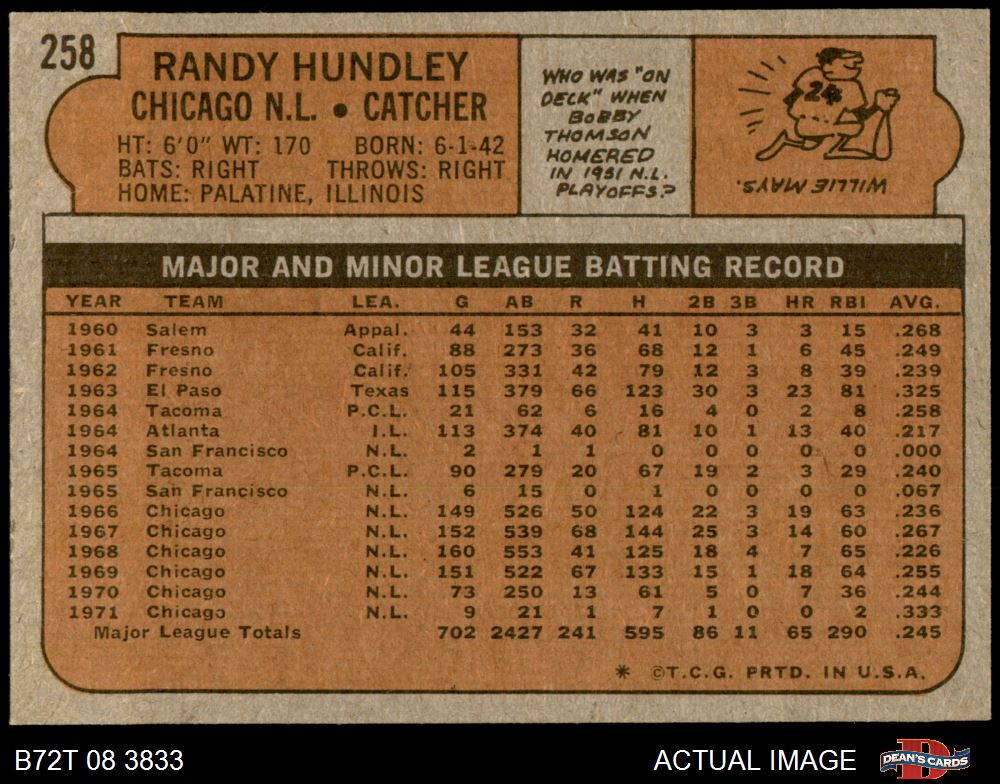 258
RANDY HUNDLEY
CHICAGO N.L. • CATCHER
HT: 6'0" WT: 170 BORN: 6-1-42
BATS: RIGHT THROWS: RIGHT
HOME: PALATINE, ILLINOIS
WHO WAS "ON
DECK" WHEN
BOBBY
THOMSON
HOMERED
IN 1951 N.L.
PLAYOFFS?
24
WILLIE MAYS.
MAJOR AND MINOR LEAGUE BATTING RECORD
YEAR TEAM LEA. G AB R H 2B 3B HR RBI AVG.
1960 Salem Appal. 44 153 32 41 10 3 3 15 .268
1961 Fresno Calif. 88 273 36 68 12 1 6 45 .249
1962 Fresno Calif. 105 331 42 79 12 3 8 39 .239
1963 El Paso Texas 115 379 66 123 30 3 23 81 .325
1964 Tacoma P.C.L. 21 62 6 16 4 0 2 8 .258
1964 Atlanta I.L. 113 374 40 81 10 1 13 40 .217
1964 San Francisco N.L. 2 1 1 0 0 0 0 0 .000
1965 Tacoma P.C.L. 90 279 20 67 19 2 3 29 .240
1965 San Francisco N.L. 6 15 0 1 0 0 0 0 .067
1966 Chicago N.L. 149 526 50 124 22 3 19 63 .236
1967 Chicago N.L. 152 539 68 144 25 3 14 60 .267
1968 Chicago N.L. 160 553 41 125 18 4 7 65 .226
1969 Chicago N.L. 151 522 67 133 15 1 18 64 .255
1970 Chicago N.L. 73 250 13 61 5 0 7 36 .244
1971 Chicago N.L. 9 21 1 7 1 0 0 2 .333
Major League Totals 702 2427 241 595 86 11 65 290 .245
* ©T.C.G. PRTD. IN U.S.A.
B72T 08 3833
ACTUAL IMAGE
D
DEAN'S CARDS